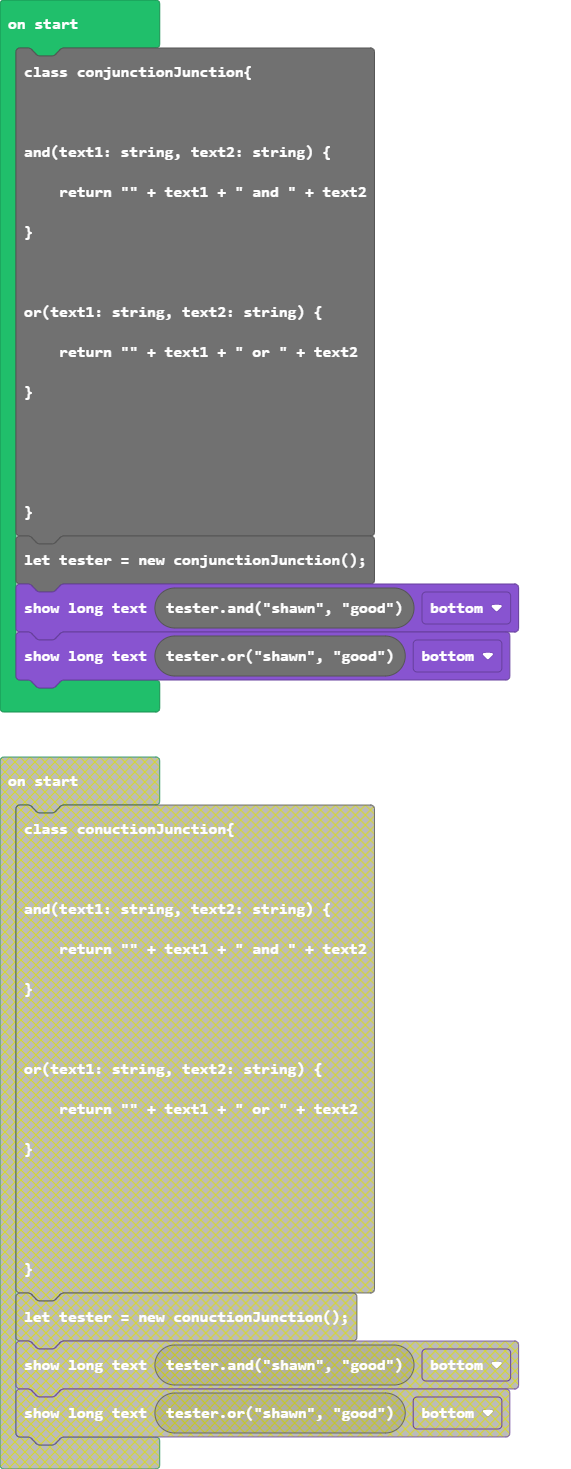 on start
class conjunctionJunction{
and(text1: string, text2: string) {
return "" + text1 + " and " + text2
}
or(text1: string, text2: string) {
return "" + text1 + " or " + text2
}
}
let tester = new conjunctionJunction();
show long text tester.and("shawn", "good") bottom
show long text tester.or("shawn", "good") bottom
on start
class conuctionJunction{
and(text1: string, text2: string) {
return "" + text1 + " and " + text2
}
or(text1: string, text2: string) {
return "" + text1 + " or " + text2
}
}
let tester = new conuctionJunction();
show long text tester.and("shawn", "good") bottom
show long text tester.or("shawn", "good") bottom